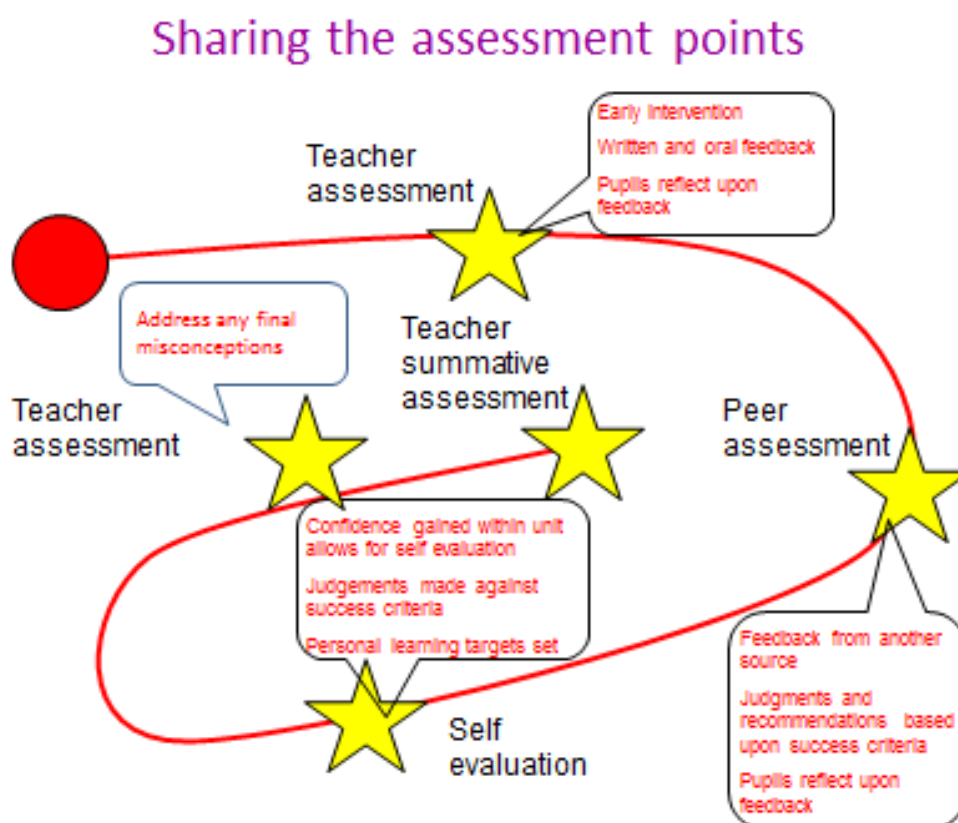 Sharing the assessment points
Early Intervention
Written and oral feedback
Pupils reflect upon
feedback
Teacher
assessment
Address any final
misconceptions
Teacher
summative
assessment
Teacher
assessment
Peer
assessment
Confidence gained within unit
allows for self evaluation
Judgements made against
success criteria
Personal learning targets set
Self
evaluation
Feedback from another
source
Judgments and
recommendations based
upon success criteria
Pupils reflect upon
feedback